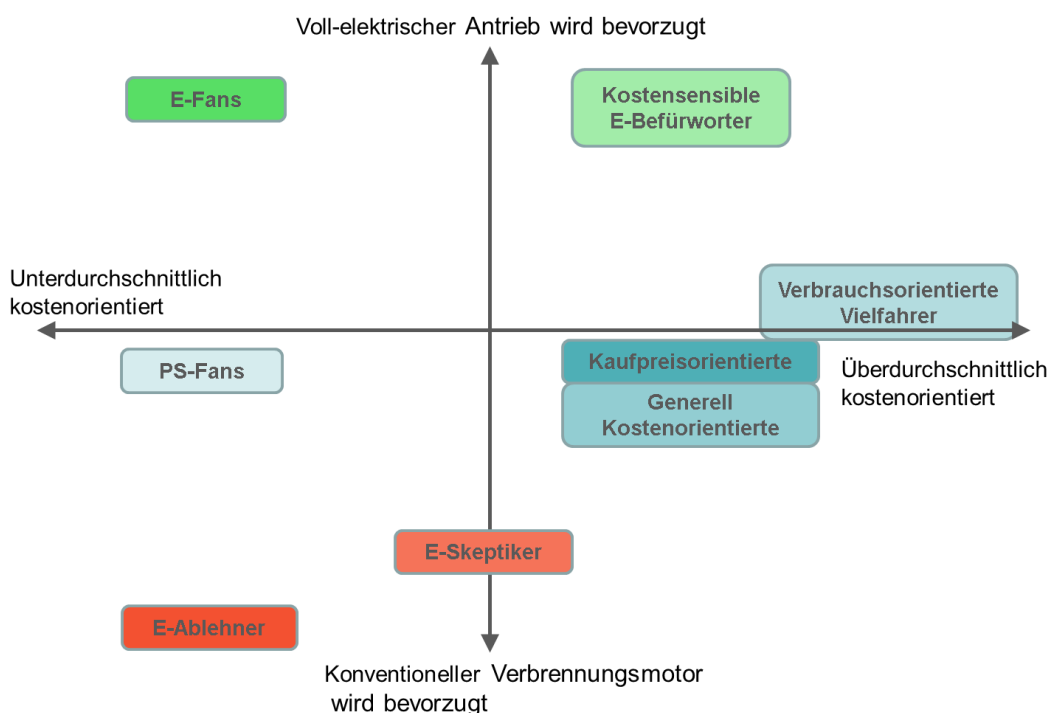 Voll-elektrischer Antrieb wird bevorzugt
E-Fans
Kostensensible
E-Befürworter
Unterdurchschnittlich
kostenorientiert
Verbrauchsorientierte
Vielfahrer
PS-Fans
Kaufpreisorientierte
Überdurchschnittlich
kostenorientiert
Generell
Kostenorientierte
E-Skeptiker
E-Ablehner
Konventioneller Verbrennungsmotor
wird bevorzugt